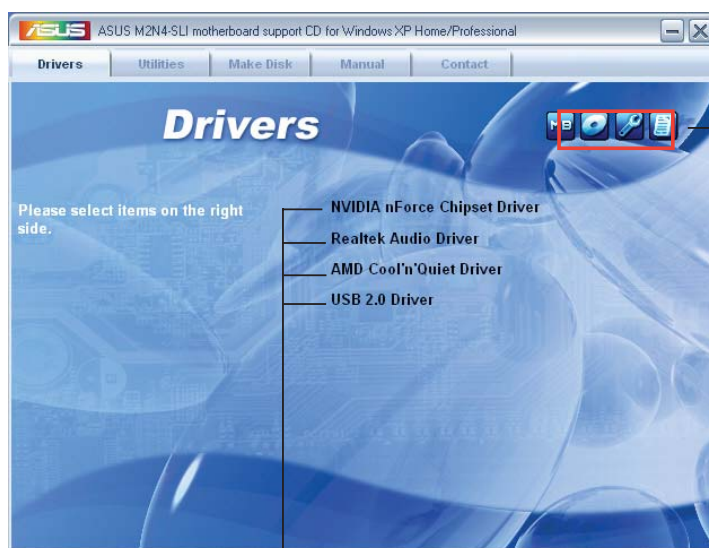 ASUS ASUS M2N4-SLI motherboard support CD for Windows XP Home/Professional
Drivers Utilities Make Disk Manual Contact
Drivers
MB
Please select items on the right
side.
NVIDIA nForce Chipset Driver
Realtek Audio Driver
AMD Cool'n'Quiet Driver
USB 2.0 Driver